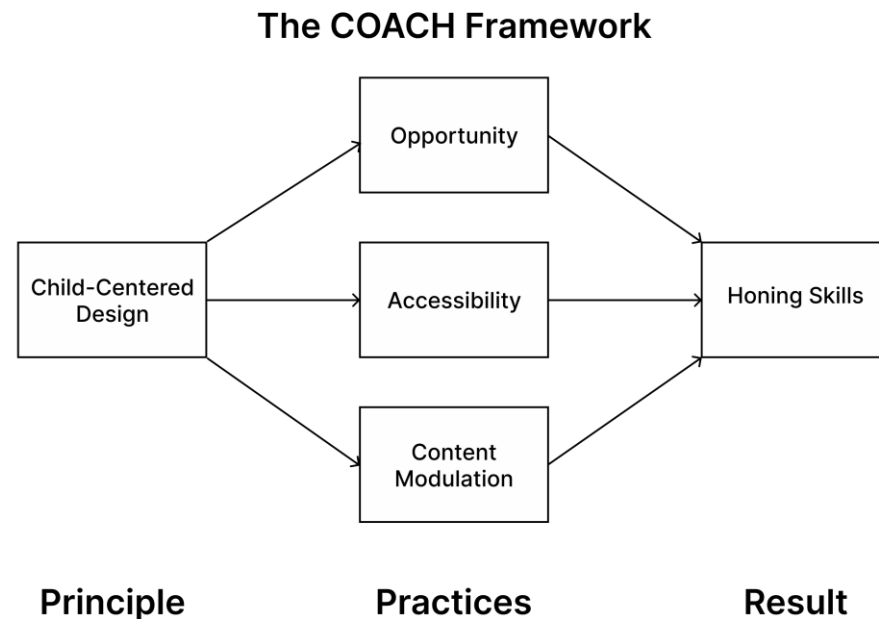 The COACH Framework
Opportunity
Child-Centered
Design
Accessibility
Honing Skills
Content
Modulation
Principle
Practices
Result